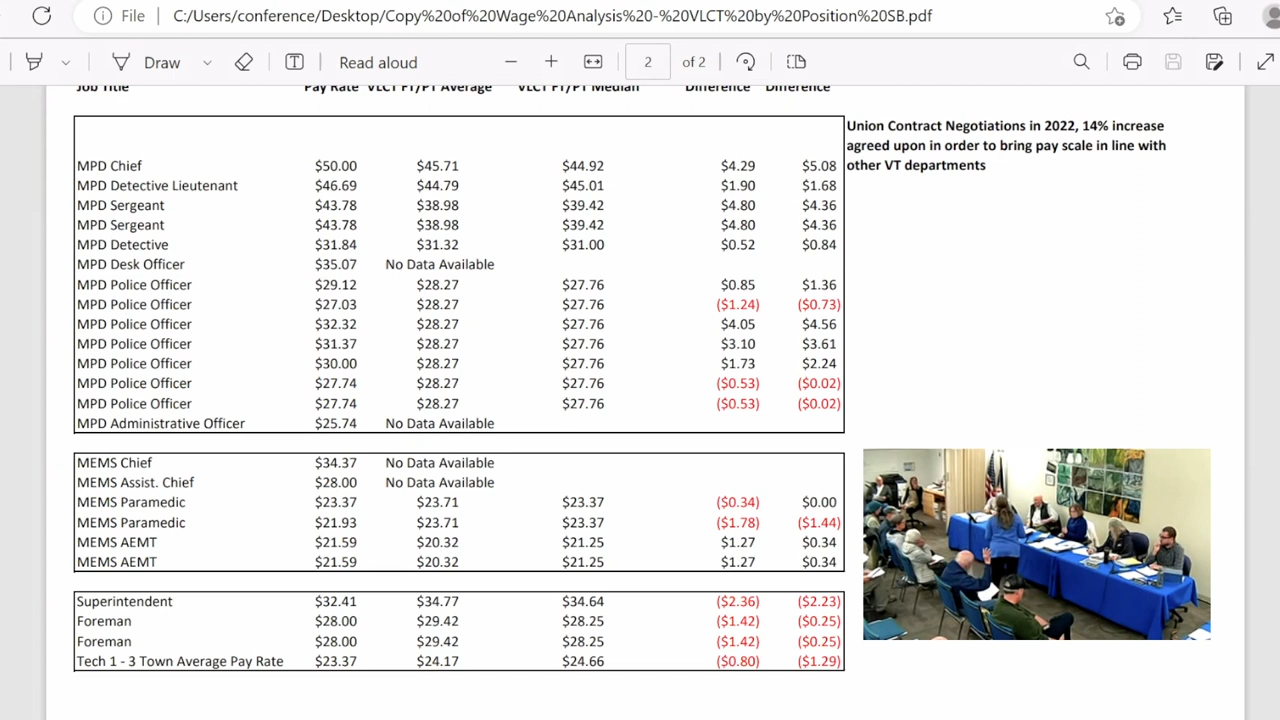 File C:/Users/conference/Desktop/Copy%20of%20Wage%20Analysis%20-%20VLCT%20by%20Position%20SB.pdf
Draw Read aloud 2 of 2
Job Title Pay Rate VLCT FT/PT Average VLCT FT/PT Median Difference Difference
Union Contract Negotiations in 2022, 14% increase
agreed upon in order to bring pay scale in line with
other VT departments
MPD Chief $50.00 $45.71 $44.92 $4.29 $5.08
MPD Detective Lieutenant $46.69 $44.79 $45.01 $1.90 $1.68
MPD Sergeant $43.78 $38.98 $39.42 $4.80 $4.36
MPD Sergeant $43.78 $38.98 $39.42 $4.80 $4.36
MPD Detective $31.84 $31.32 $31.00 $0.52 $0.84
MPD Desk Officer $35.07 No Data Available
MPD Police Officer $29.12 $28.27 $27.76 $0.85 $1.36
MPD Police Officer $27.03 $28.27 $27.76 ($1.24) ($0.73)
MPD Police Officer $32.32 $28.27 $27.76 $4.05 $4.56
MPD Police Officer $31.37 $28.27 $27.76 $3.10 $3.61
MPD Police Officer $30.00 $28.27 $27.76 $1.73 $2.24
MPD Police Officer $27.74 $28.27 $27.76 ($0.53) ($0.02)
MPD Police Officer $27.74 $28.27 $27.76 ($0.53) ($0.02)
MPD Administrative Officer $25.74 No Data Available
MEMS Chief $34.37 No Data Available
MEMS Assist. Chief $28.00 No Data Available
MEMS Paramedic $23.37 $23.71 $23.37 ($0.34) $0.00
MEMS Paramedic $21.93 $23.71 $23.37 ($1.78) ($1.44)
MEMS AEMT $21.59 $20.32 $21.25 $1.27 $0.34
MEMS AEMT $21.59 $20.32 $21.25 $1.27 $0.34
Superintendent $32.41 $34.77 $34.64 ($2.36) ($2.23)
Foreman $28.00 $29.42 $28.25 ($1.42) ($0.25)
Foreman $28.00 $29.42 $28.25 ($1.42) ($0.25)
Tech 1 - 3 Town Average Pay Rate $23.37 $24.17 $24.66 ($0.80) ($1.29)